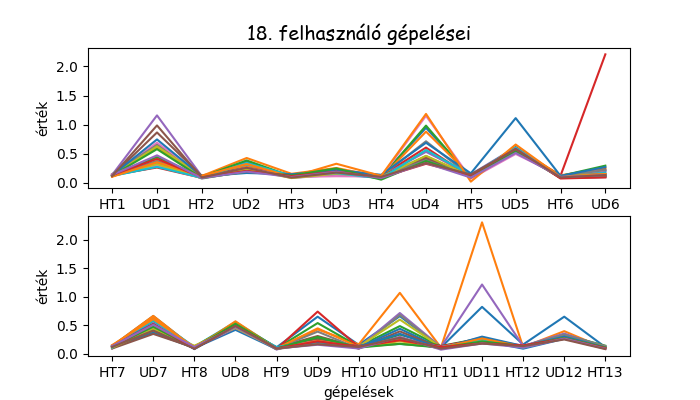 18. felhasználó gépelései
érték
2.0
1.5
1.0
0.5
0.0
HT1 UD1 HT2 UD2 HT3 UD3 HT4 UD4 HT5 UD5 HT6 UD6
érték
2.0
1.5
1.0
0.5
0.0
HT7 UD7 HT8 UD8 HT9 UD9 HT10 UD10 HT11 UD11 HT12 UD12 HT13
gépelések